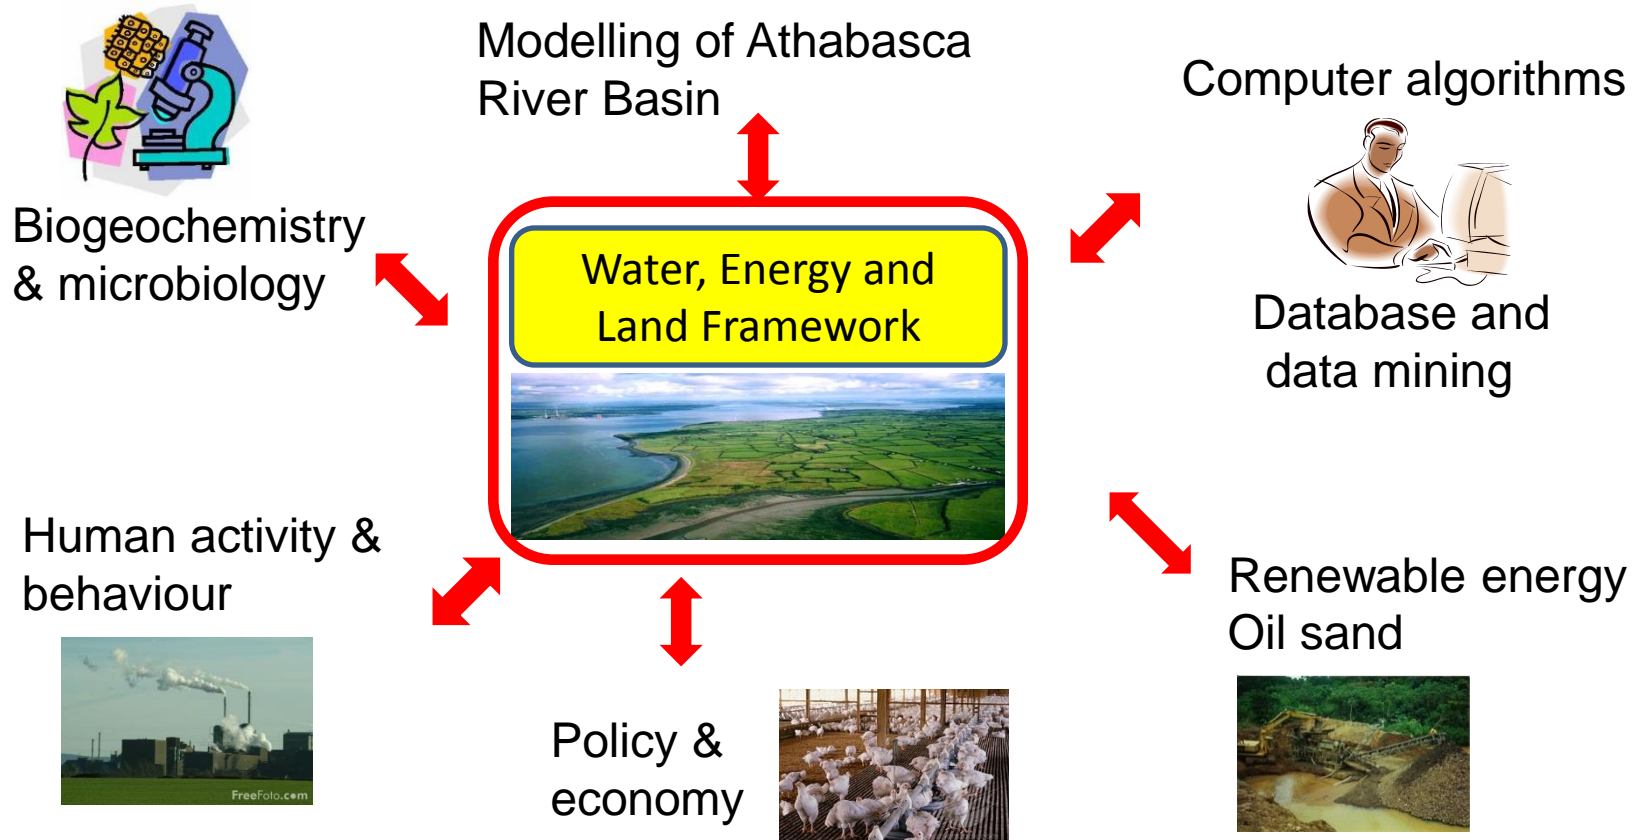 Modelling of Athabasca
River Basin
Computer algorithms
Biogeochemistry
& microbiology
Water, Energy and
Land Framework
Database and
data mining
Human activity &
behaviour
FreeFoto.com
Policy &
economy
Renewable energy
Oil sand